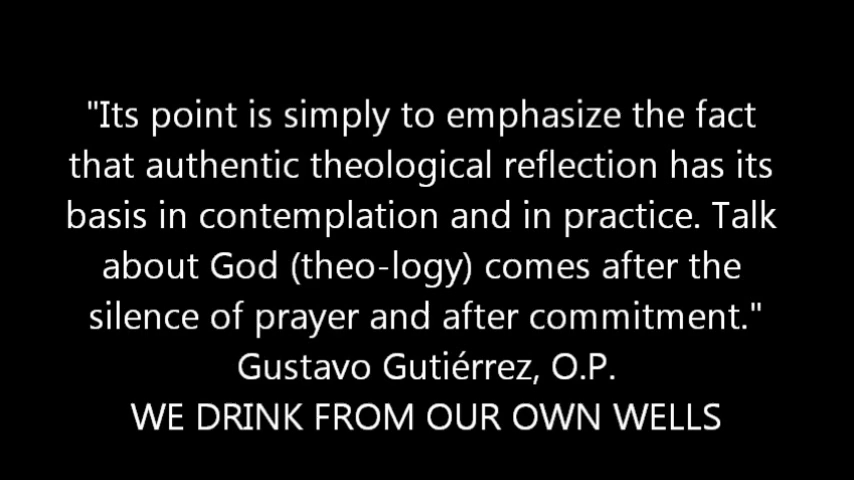 "Its point is simply to emphasize the fact
that authentic theological reflection has its
basis in contemplation and in practice. Talk
about God (theo-logy) comes after the
silence of prayer and after commitment."
Gustavo Gutiérrez, O.P.
WE DRINK FROM OUR OWN WELLS